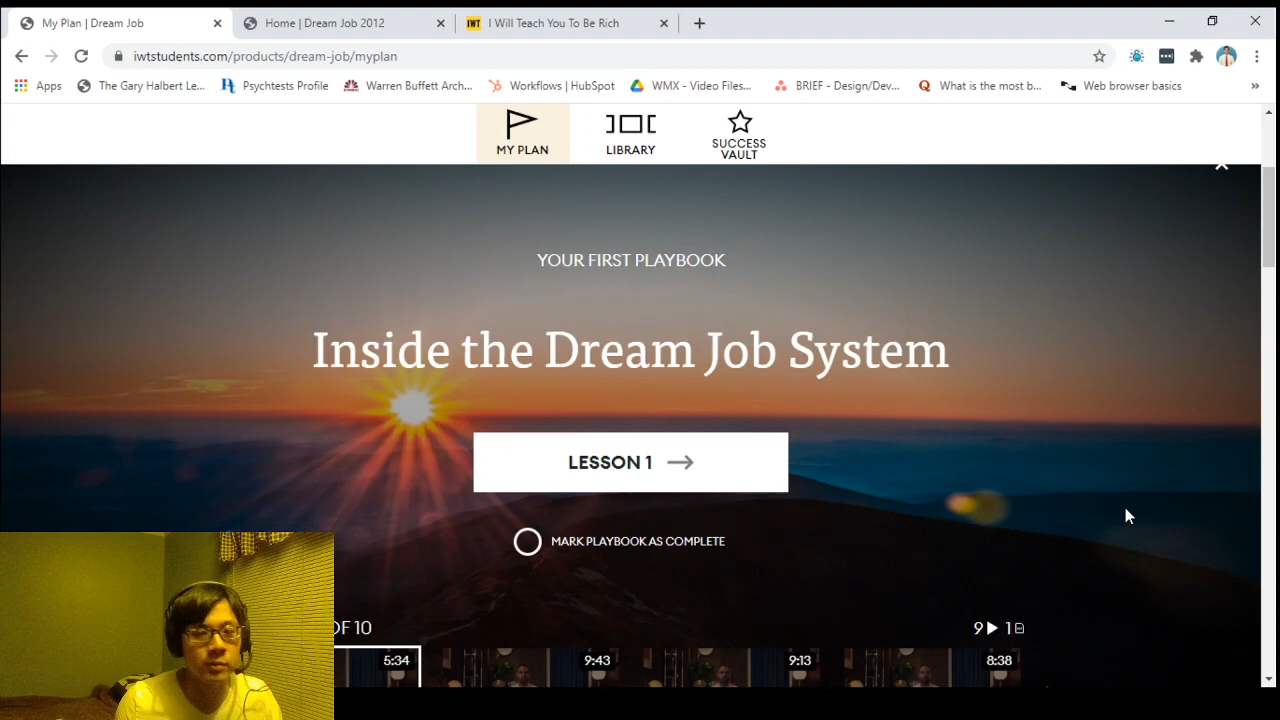 My Plan | Dream Job
Home | Dream Job 2012
IWT I Will Teach You To Be Rich
iwtstudents.com/products/dream-job/myplan
Apps
The Gary Halbert Le...
Psychtests Profile
Warren Buffett Arch...
Workflows | HubSpot
WMX - Video Files...
BRIEF - Design/Dev...
What is the most b...
Web browser basics
MY PLAN
LIBRARY
SUCCESS
VAULT
YOUR FIRST PLAYBOOK
Inside the Dream Job System
LESSON 1
MARK PLAYBOOK AS COMPLETE
OF 10
9 1
5:34
9:43
9:13
8:38